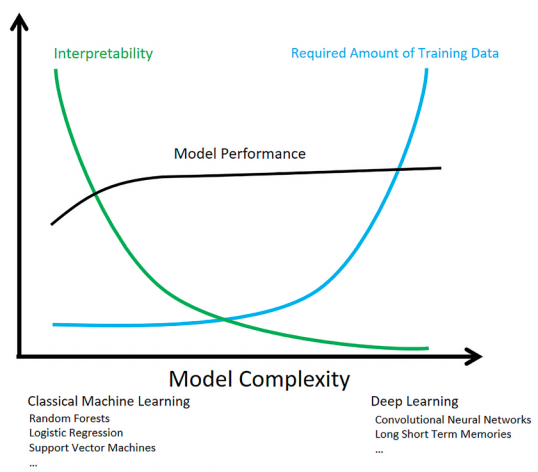 Interpretability
Required Amount of Training Data
Model Performance
Model Complexity
Classical Machine Learning
Random Forests
Logistic Regression
Support Vector Machines
...
Deep Learning
Convolutional Neural Networks
Long Short Term Memories
...